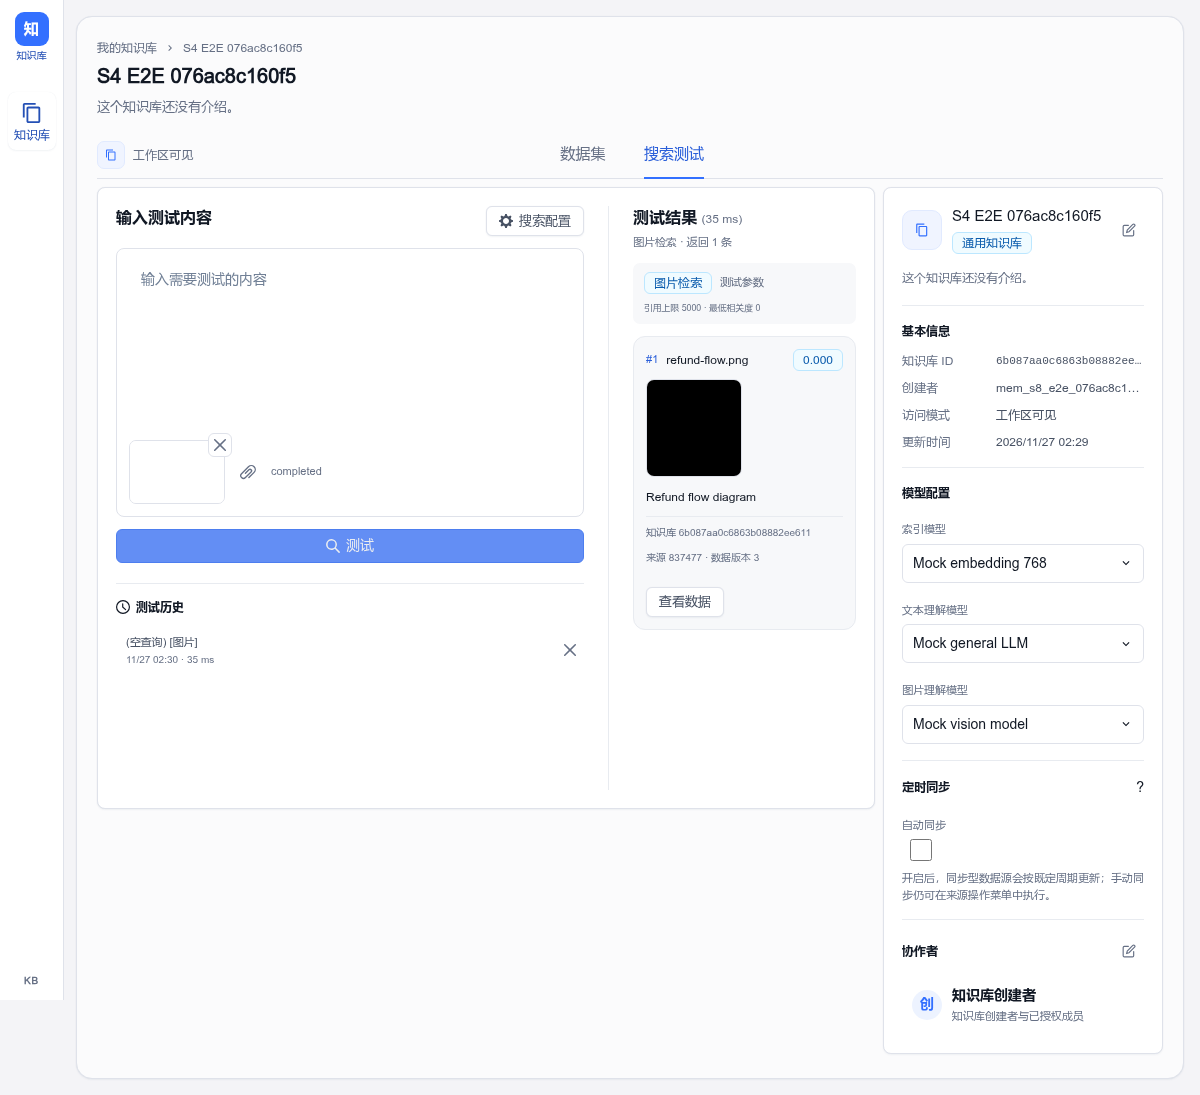 知
知识库
知识库
KB
我的知识库 › S4 E2E 076ac8c160f5
S4 E2E 076ac8c160f5
这个知识库还没有介绍。
工作区可见
数据集
搜索测试
输入测试内容
搜索配置
输入需要测试的内容
completed
测试
测试历史
(空查询) [图片]
11/27 02:30 · 35 ms
测试结果 (35 ms)
图片检索 · 返回 1 条
图片检索 测试参数
引用上限 5000 · 最低相关度 0
#1 refund-flow.png 0.000
Refund flow diagram
知识库 6b087aa0c6863b08882ee611
来源 837477 · 数据版本 3
查看数据
S4 E2E 076ac8c160f5
通用知识库
这个知识库还没有介绍。
基本信息
知识库 ID 6b087aa0c6863b08882ee…
创建者 mem_s8_e2e_076ac8c1…
访问模式 工作区可见
更新时间 2026/11/27 02:29
模型配置
索引模型
Mock embedding 768
文本理解模型
Mock general LLM
图片理解模型
Mock vision model
定时同步 ?
自动同步
开启后，同步型数据源会按既定周期更新；手动同
步仍可在来源操作菜单中执行。
协作者
创
知识库创建者
知识库创建者与已授权成员